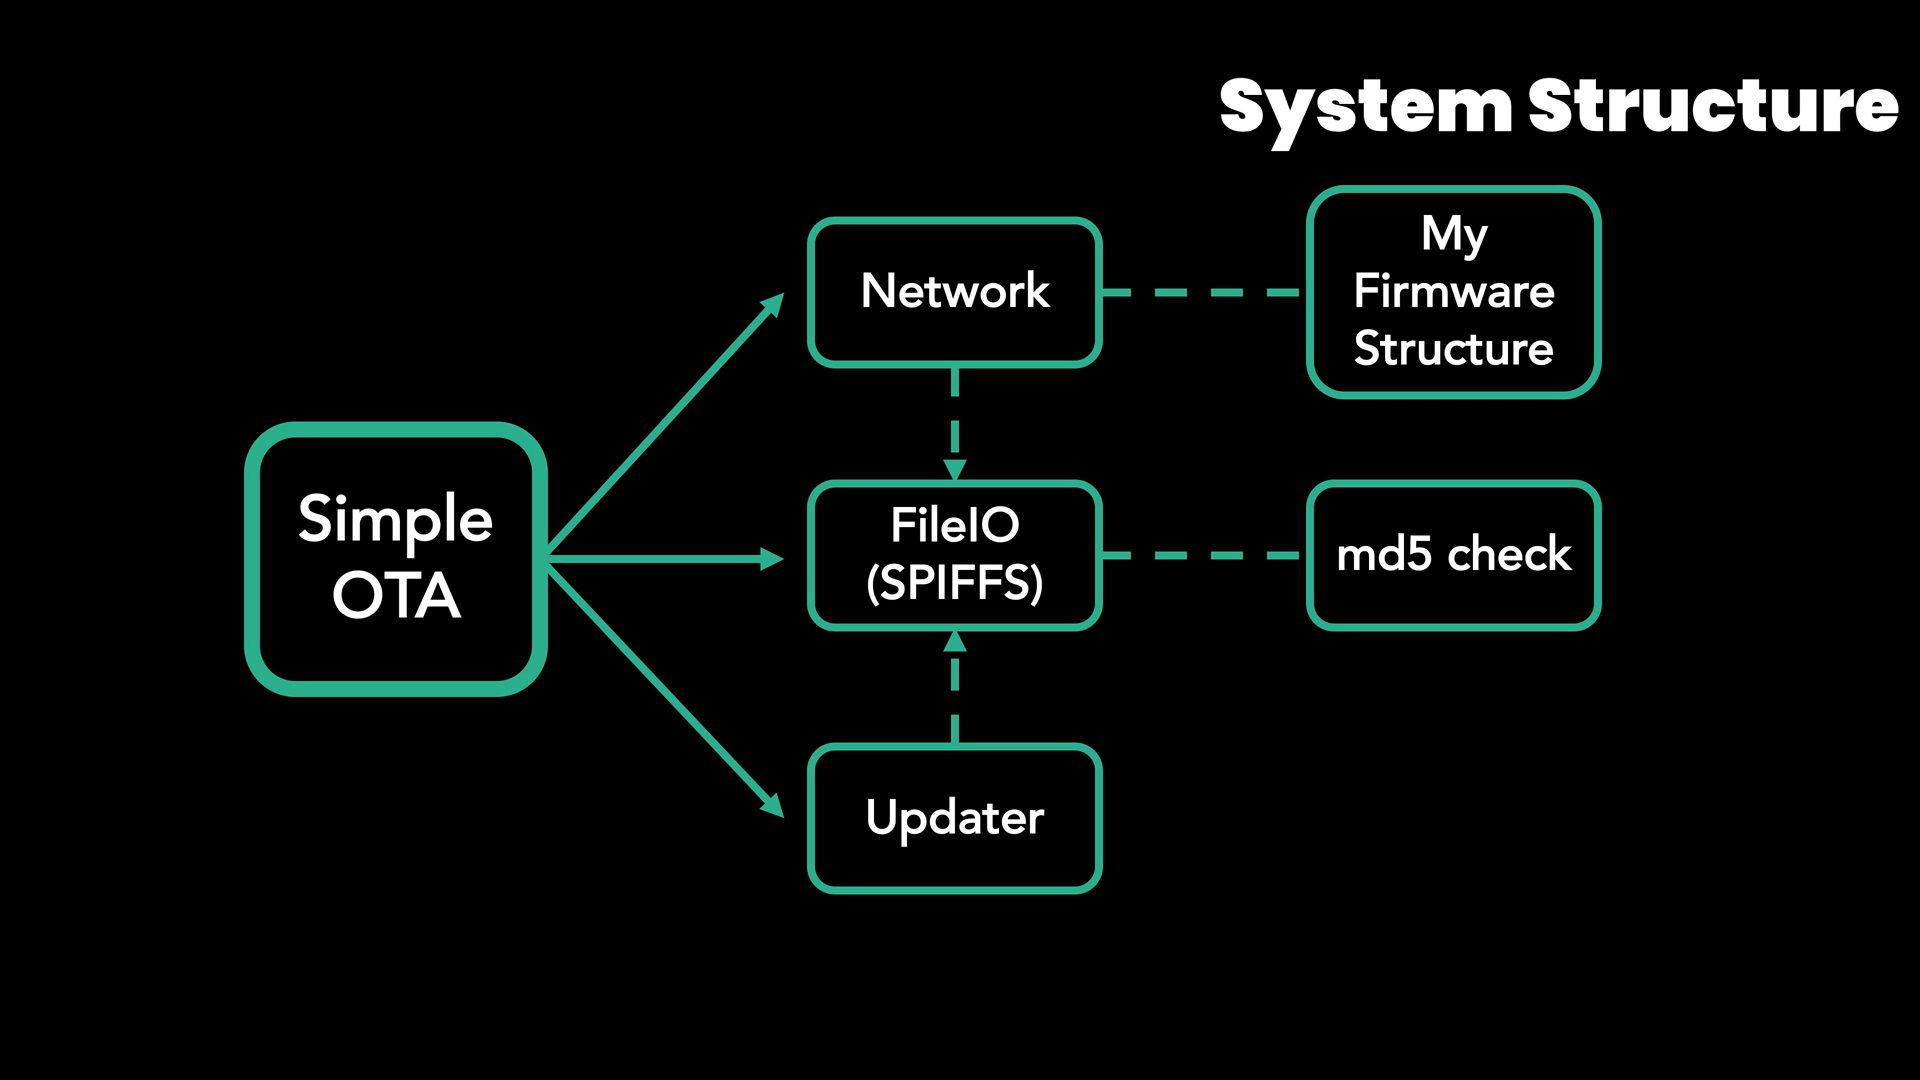 System Structure
Simple
OTA
Network
My
Firmware
Structure
FileIO
(SPIFFS)
md5 check
Updater